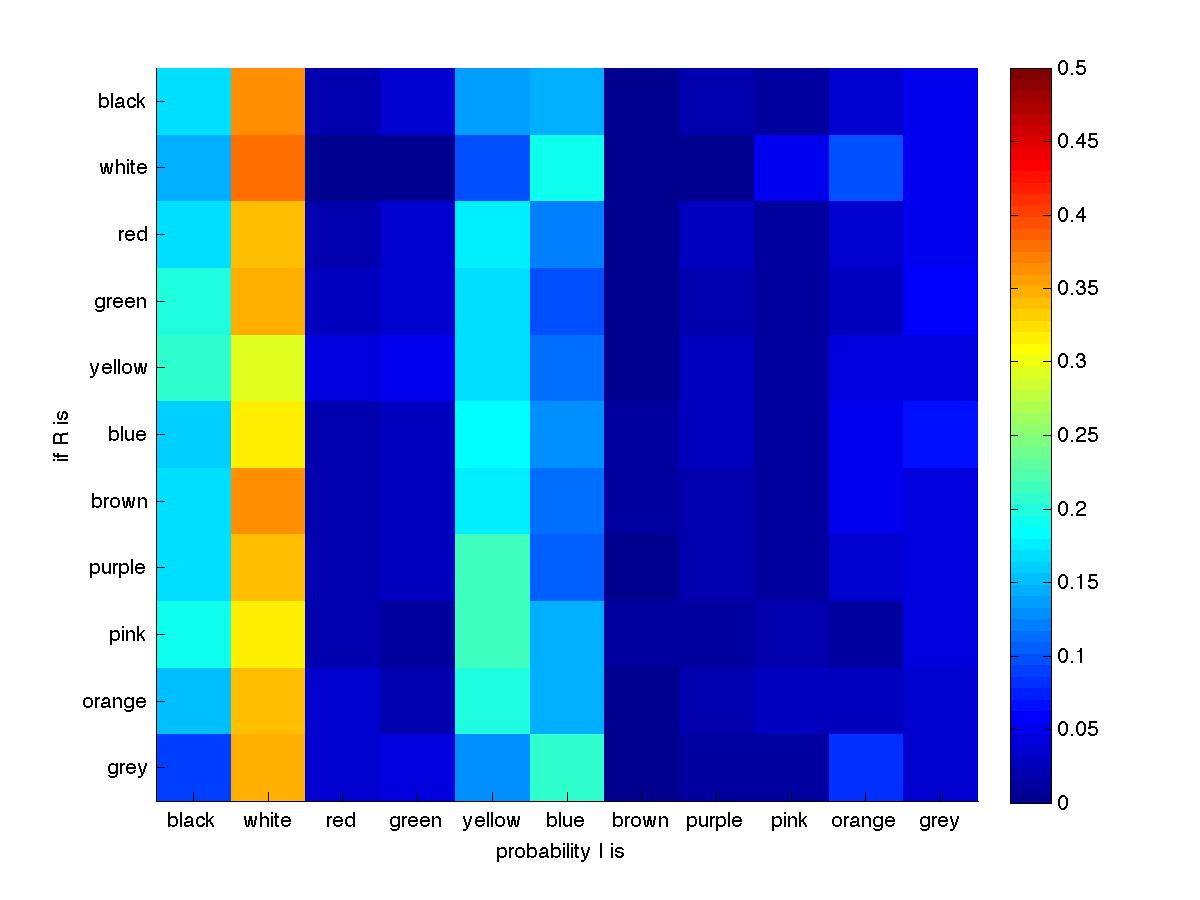 black
white
red
green
yellow
blue
brown
purple
pink
orange
grey
if R is
black white red green yellow blue brown purple pink orange grey
probability I is
0.5
0.45
0.4
0.35
0.3
0.25
0.2
0.15
0.1
0.05
0